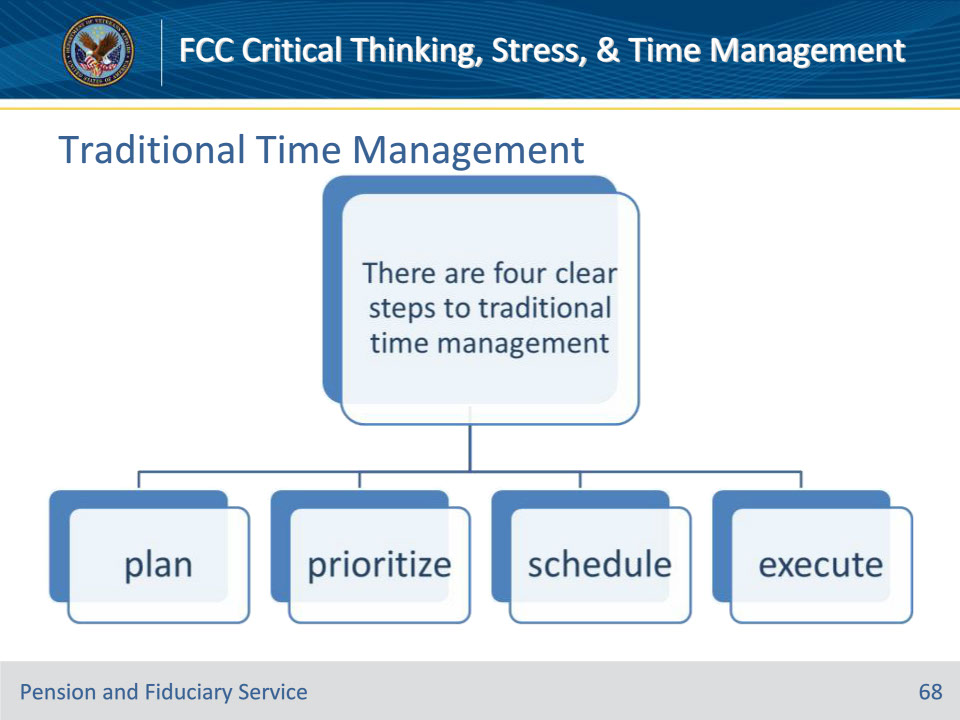 FCC Critical Thinking, Stress, & Time Management
Traditional Time Management
There are four clear
steps to traditional
time management
plan
prioritize
schedule
execute
Pension and Fiduciary Service
68